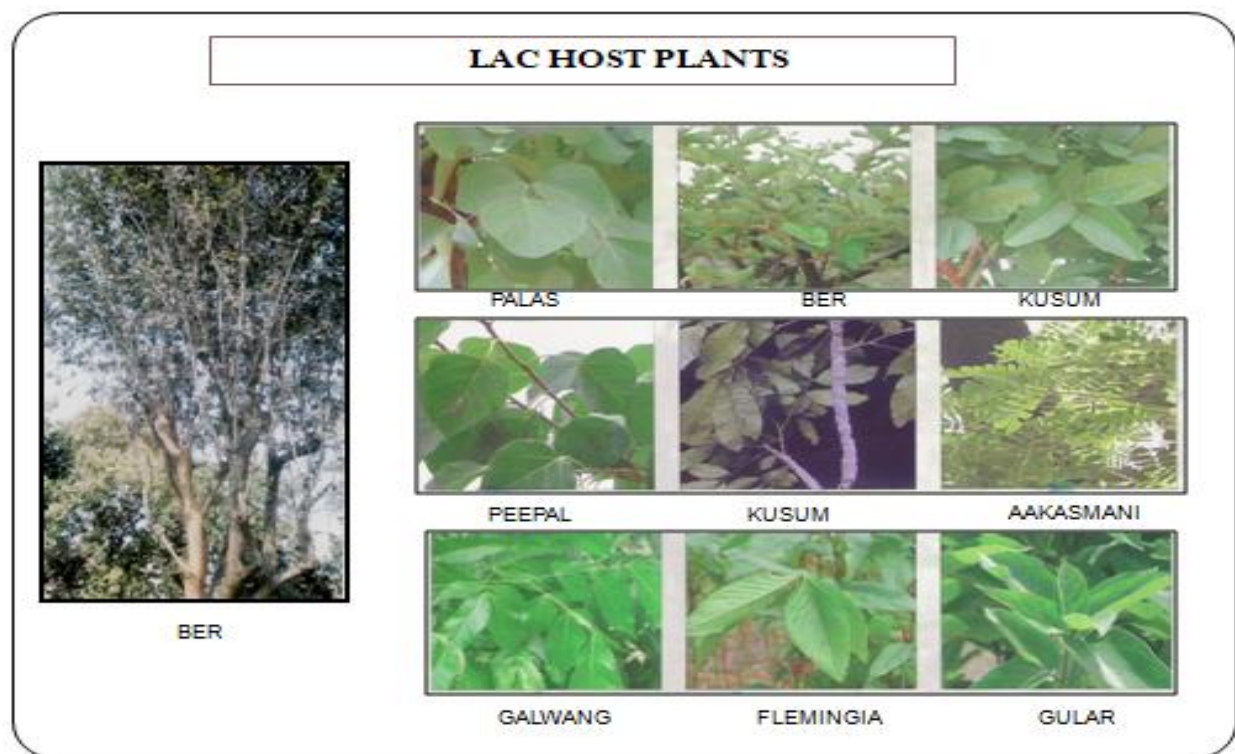 LAC HOST PLANTS
PALAS BER KUSUM
PEEPAL KUSUM AAKASMANI
BER
GALWANG FLEMINGIA GULAR